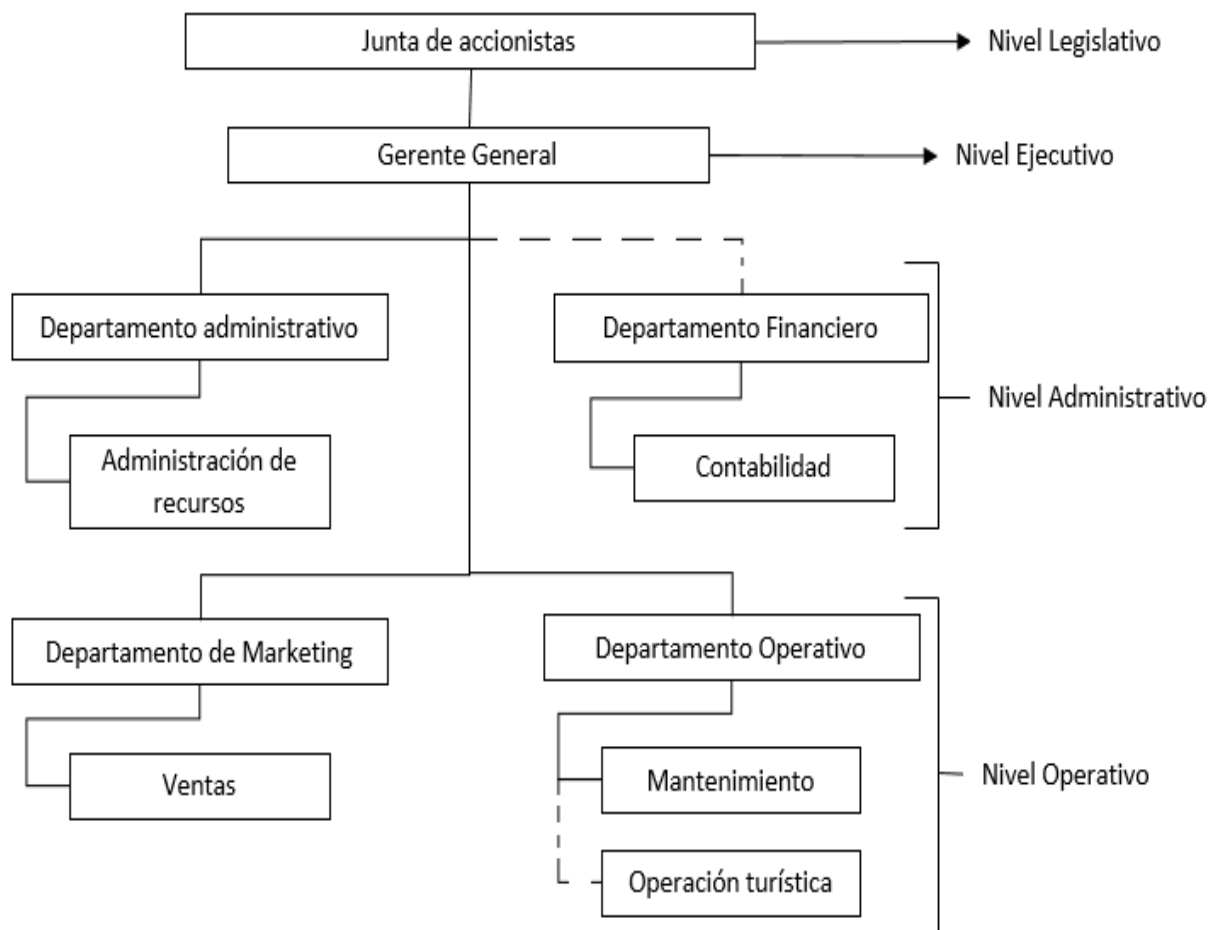 Junta de accionistas
Nivel Legislativo
Gerente General
Nivel Ejecutivo
Departamento administrativo
Departamento Financiero
Nivel Administrativo
Administración de
recursos
Contabilidad
Departamento de Marketing
Departamento Operativo
Ventas
Mantenimiento
Nivel Operativo
Operación turística